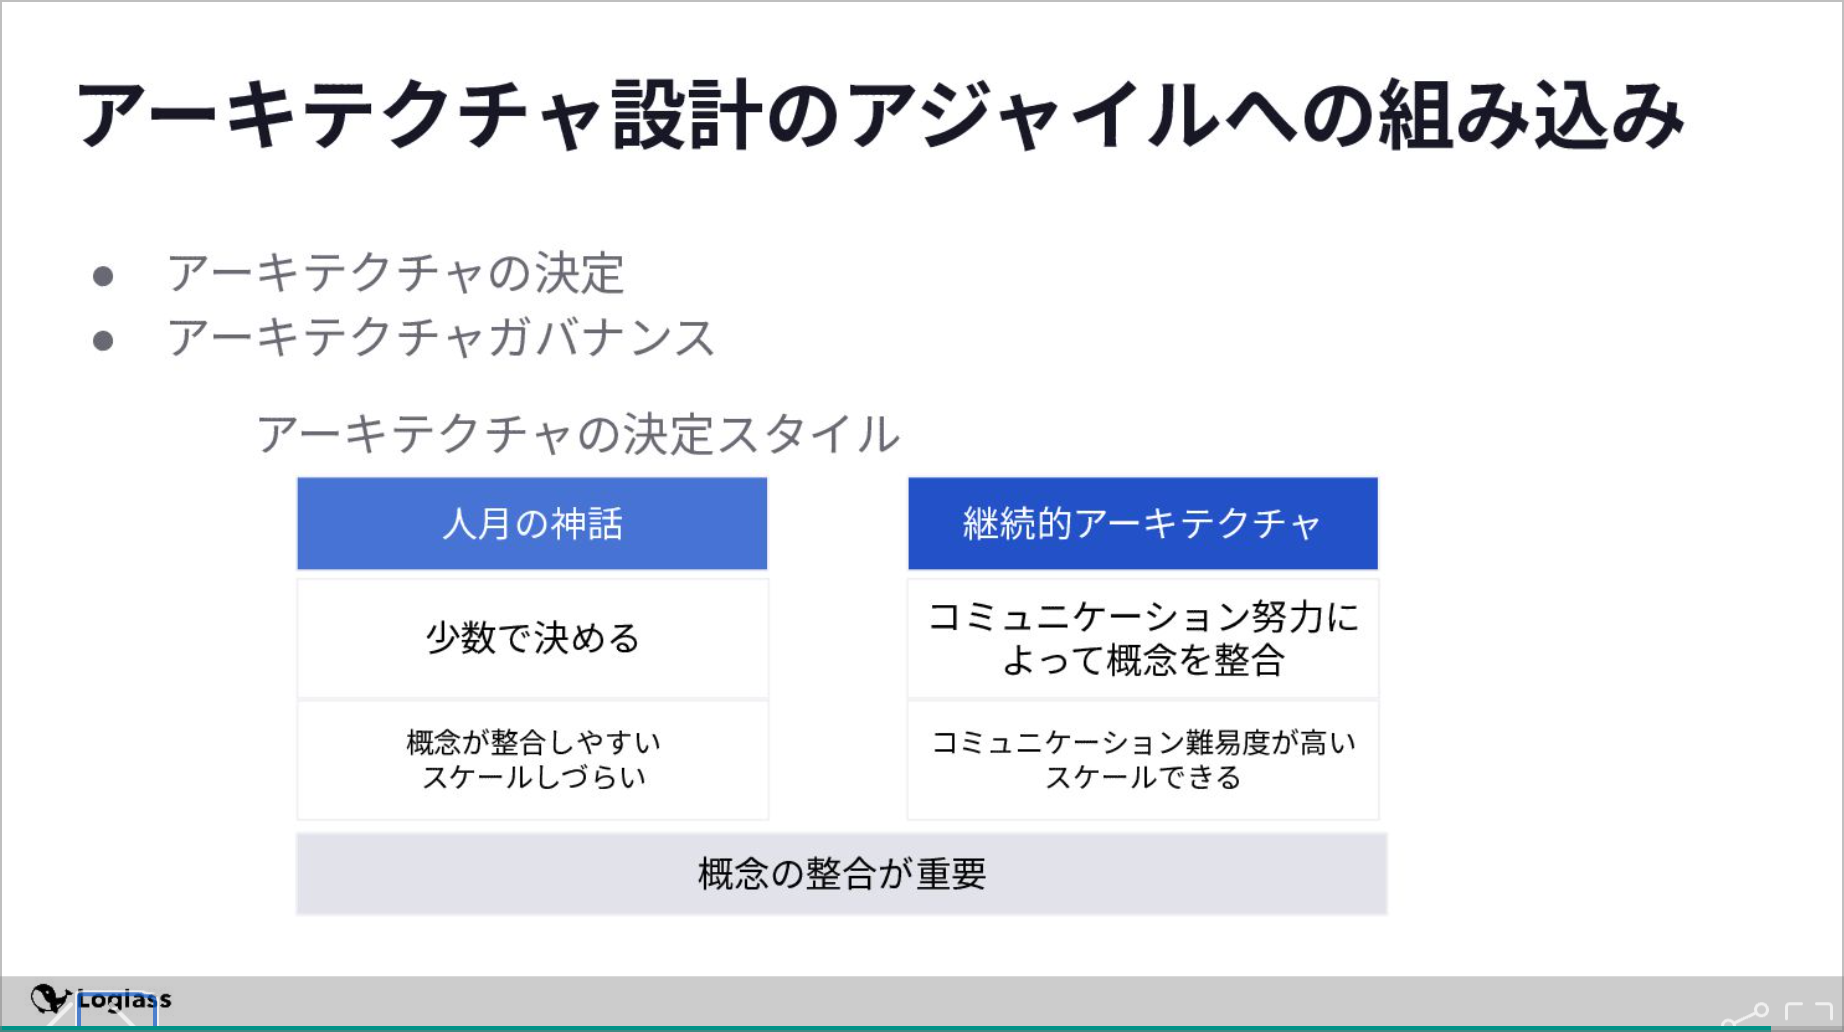 アーキテクチャ設計のアジャイルへの組み込み
● アーキテクチャの決定
● アーキテクチャガバナンス
アーキテクチャの決定スタイル
人月の神話
継続的アーキテクチャ
少数で決める
コミュニケーション努力に
よって概念を整合
概念が整合しやすい
スケールしづらい
コミュニケーション難易度が高い
スケールできる
概念の整合が重要
Loglass